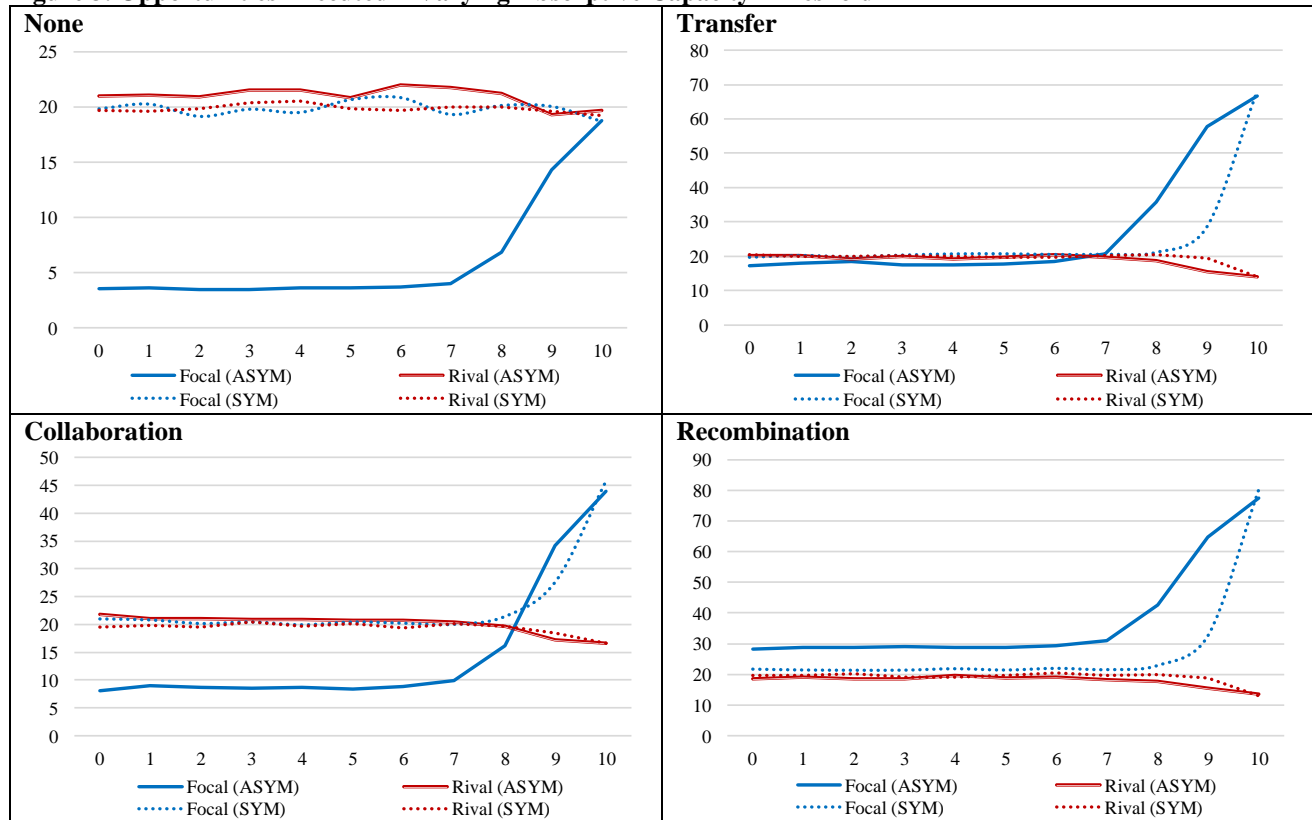 Opportunities Executed Varying Absorptive Capacity Threshold
None
25
20
15
10
5
0
0 1 2 3 4 5 6 7 8 9 10
Focal (ASYM) Rival (ASYM)
Focal (SYM) Rival (SYM)
Transfer
80
70
60
50
40
30
20
10
0
0 1 2 3 4 5 6 7 8 9 10
Focal (ASYM) Rival (ASYM)
Focal (SYM) Rival (SYM)
Collaboration
50
45
40
35
30
25
20
15
10
5
0
0 1 2 3 4 5 6 7 8 9 10
Focal (ASYM) Rival (ASYM)
Focal (SYM) Rival (SYM)
Recombination
90
80
70
60
50
40
30
20
10
0
0 1 2 3 4 5 6 7 8 9 10
Focal (ASYM) Rival (ASYM)
Focal (SYM) Rival (SYM)